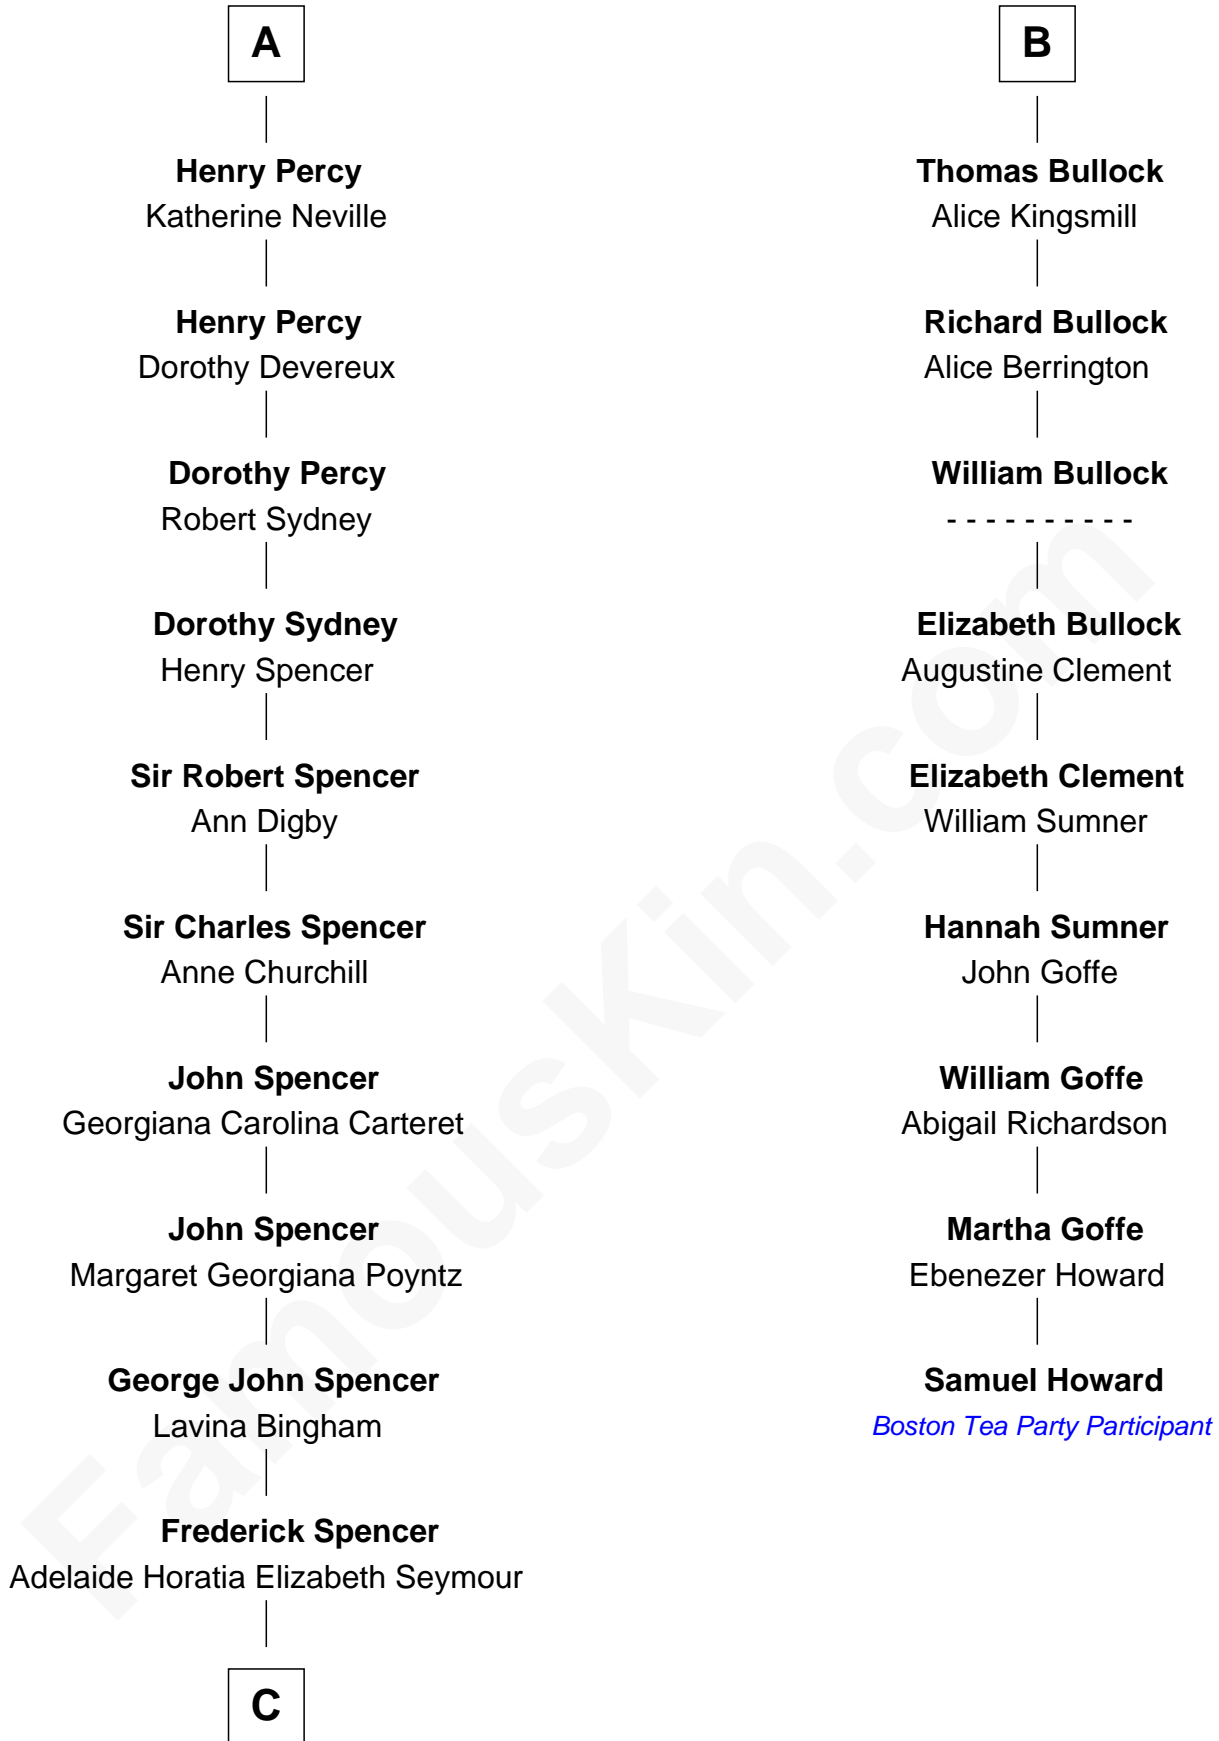 A
Henry Percy
Katherine Neville
Henry Percy
Dorothy Devereux
Dorothy Percy
Robert Sydney
Dorothy Sydney
Henry Spencer
Sir Robert Spencer
Ann Digby
Sir Charles Spencer
Anne Churchill
John Spencer
Georgiana Carolina Carteret
John Spencer
Margaret Georgiana Poyntz
George John Spencer
Lavina Bingham
Frederick Spencer
Adelaide Horatia Elizabeth Seymour
C
B
Thomas Bullock
Alice Kingsmill
Richard Bullock
Alice Berrington
William Bullock
- - - - - - - - - -
Elizabeth Bullock
Augustine Clement
Elizabeth Clement
William Sumner
Hannah Sumner
John Goffe
William Goffe
Abigail Richardson
Martha Goffe
Ebenezer Howard
Samuel Howard
Boston Tea Party Participant
FamousKin.com